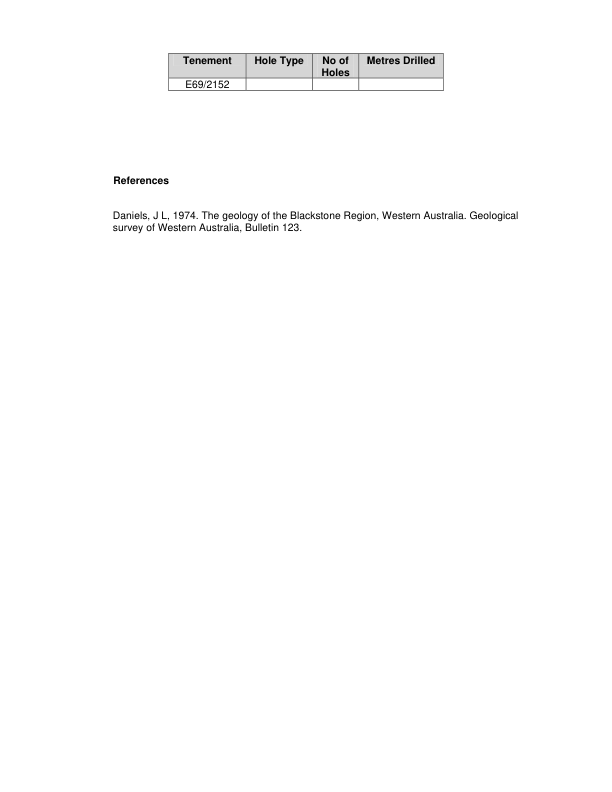 Tenement Hole Type No of Holes Metres Drilled
E69/2152
References
Daniels, J L, 1974. The geology of the Blackstone Region, Western Australia. Geological
survey of Western Australia, Bulletin 123.